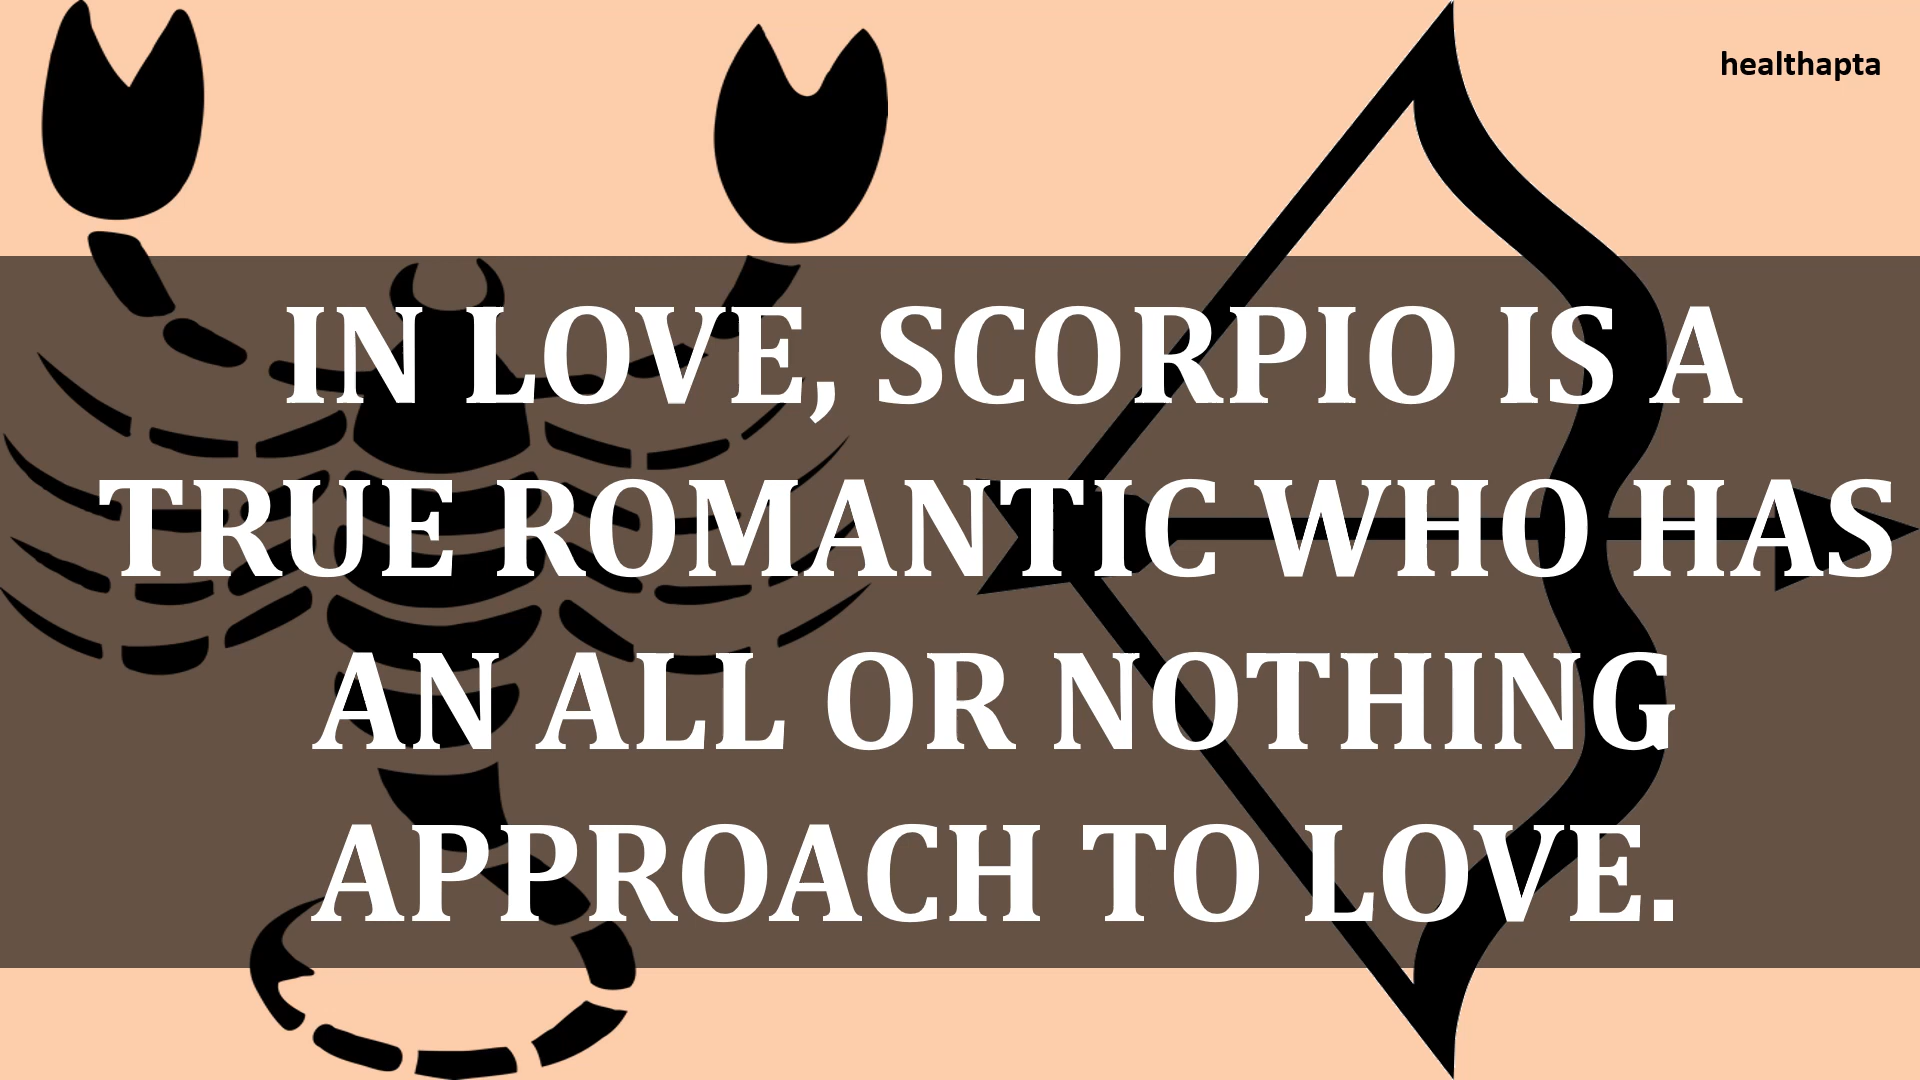 healthapta
IN LOVE, SCORPIO IS A
TRUE ROMANTIC WHO HAS
AN ALL OR NOTHING
APPROACH TO LOVE.